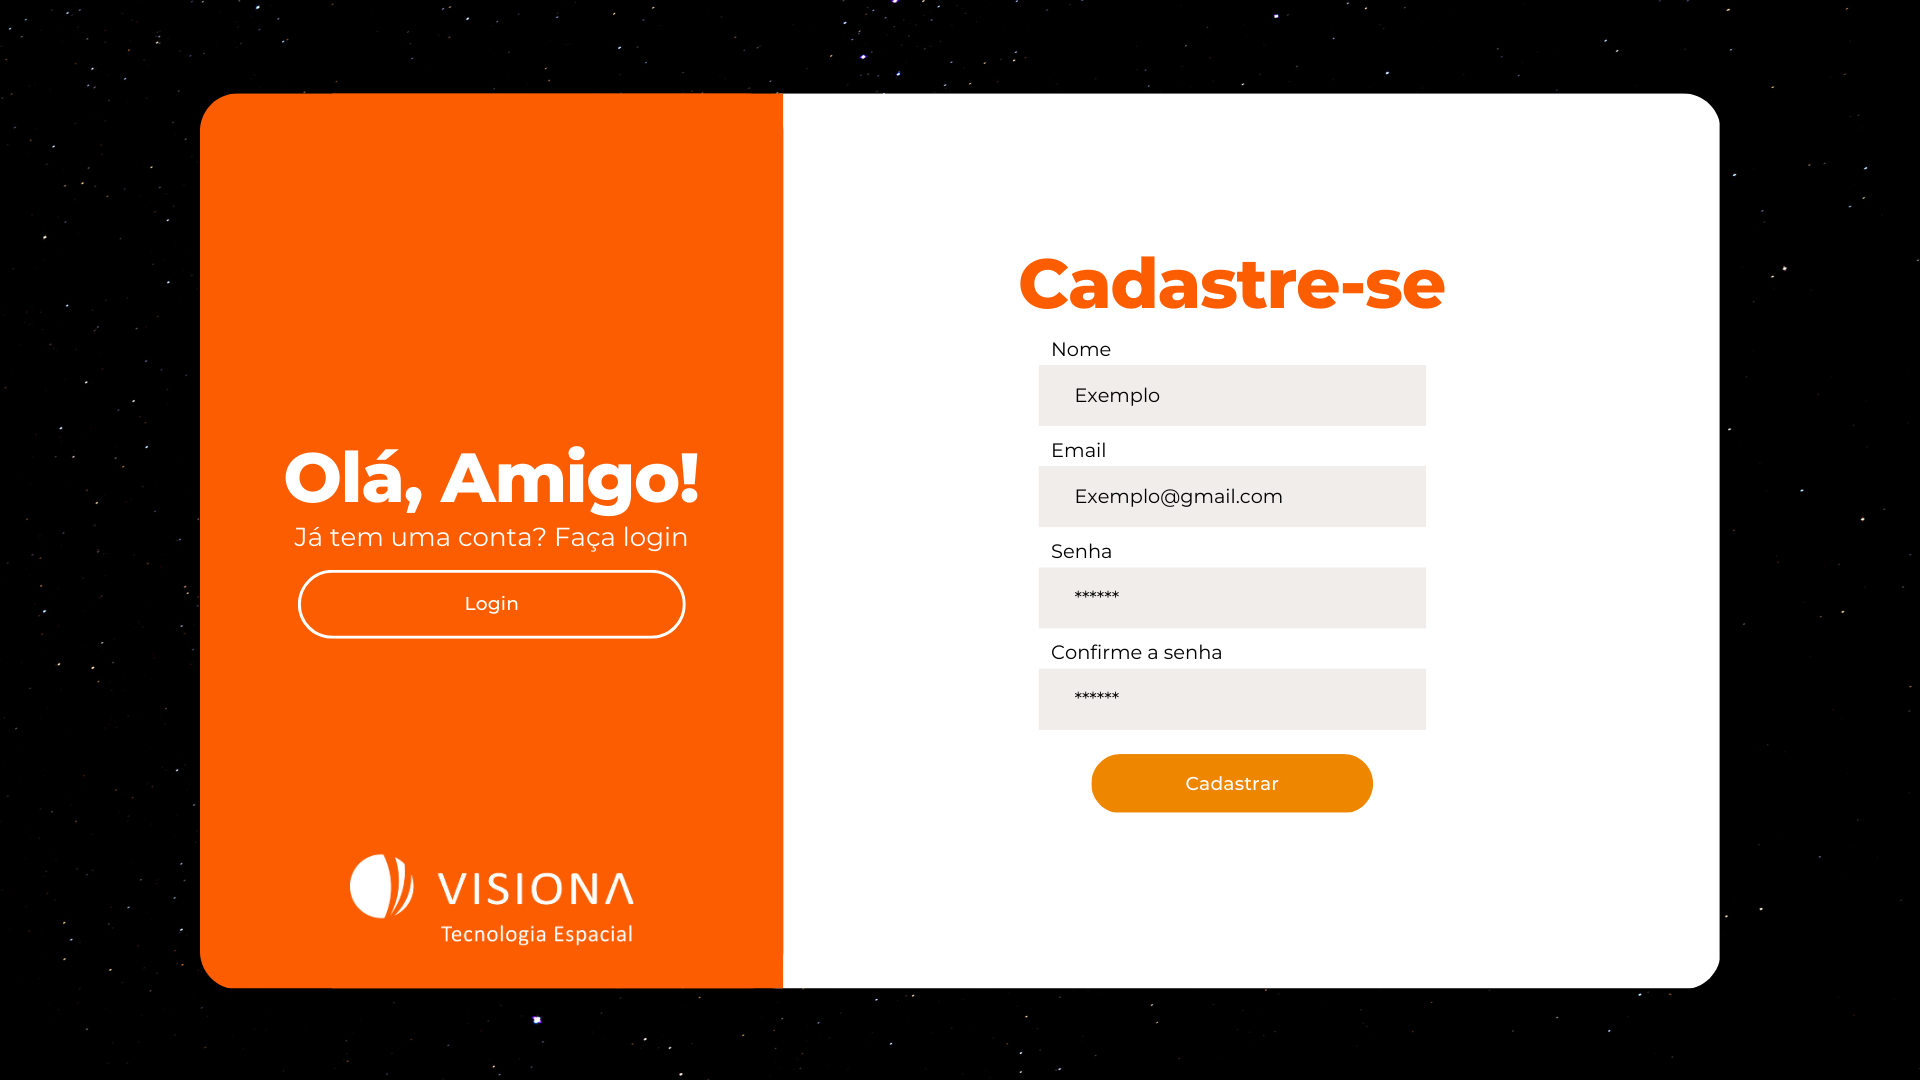 Olá, Amigo!
Já tem uma conta? Faça login
Login
VISIONA
Tecnologia Espacial
Cadastre-se
Nome
Exemplo
Email
Exemplo@gmail.com
Senha
******
Confirme a senha
******
Cadastrar